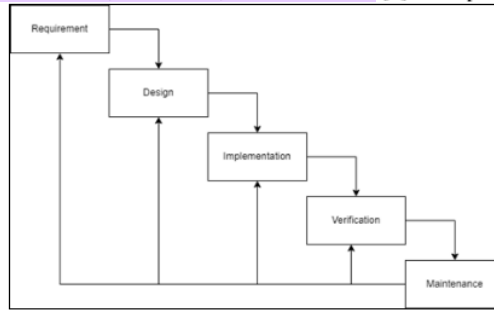 Requirement
Design
Implementation
Verification
Maintenance